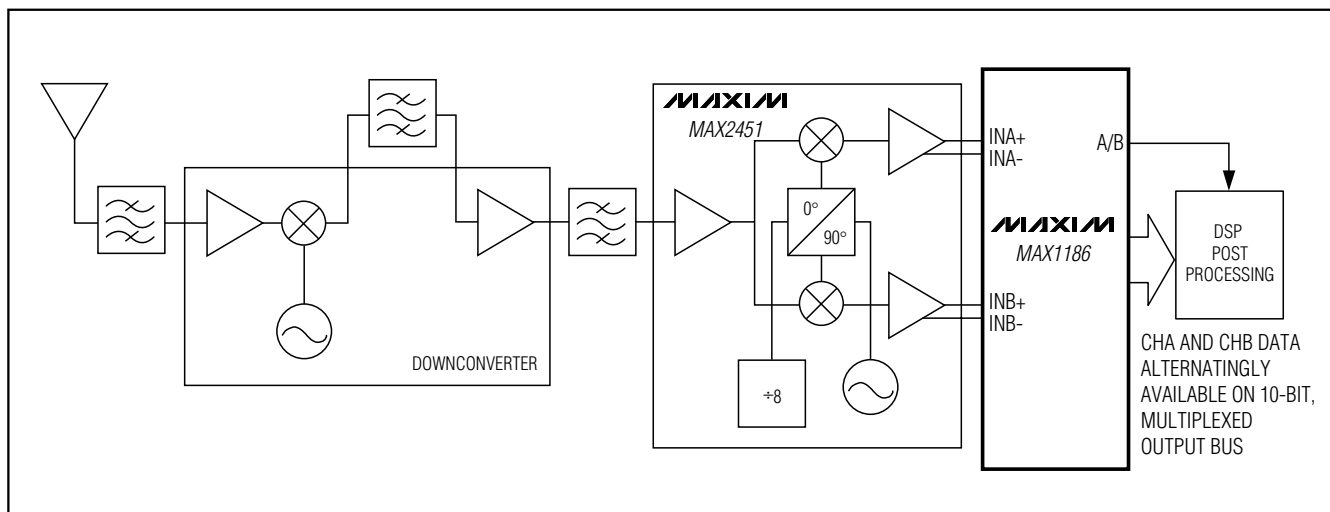 MAXIM
MAX2451
INA+
INA-
A/B
0°
90°
MAXIM
MAX1186
DSP
POST
PROCESSING
INB+
INB-
DOWNCONVERTER
÷8
CHA AND CHB DATA
ALTERNATINGLY
AVAILABLE ON 10-BIT,
MULTIPLEXED
OUTPUT BUS